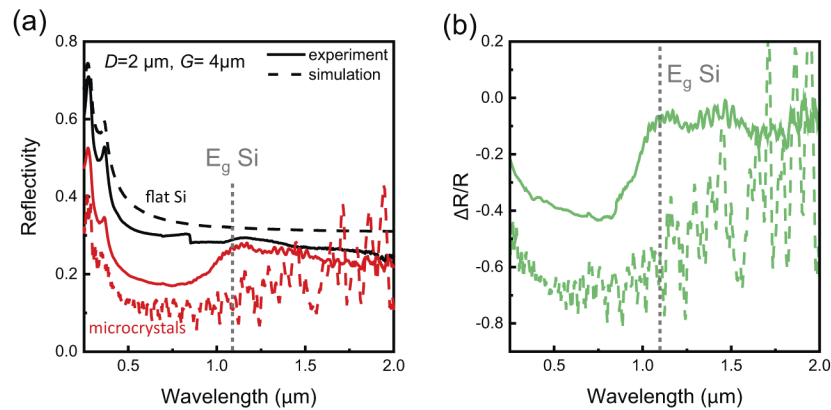 (a)
D=2 µm, G= 4µm
experiment
simulation
E_g Si
flat Si
microcrystals
Reflectivity
0.8
0.6
0.4
0.2
0.0
0.5
1.0
1.5
2.0
Wavelength (µm)
(b)
E_g Si
ΔR/R
0.2
0.0
-0.2
-0.4
-0.6
-0.8
0.5
1.0
1.5
2.0
Wavelength (µm)